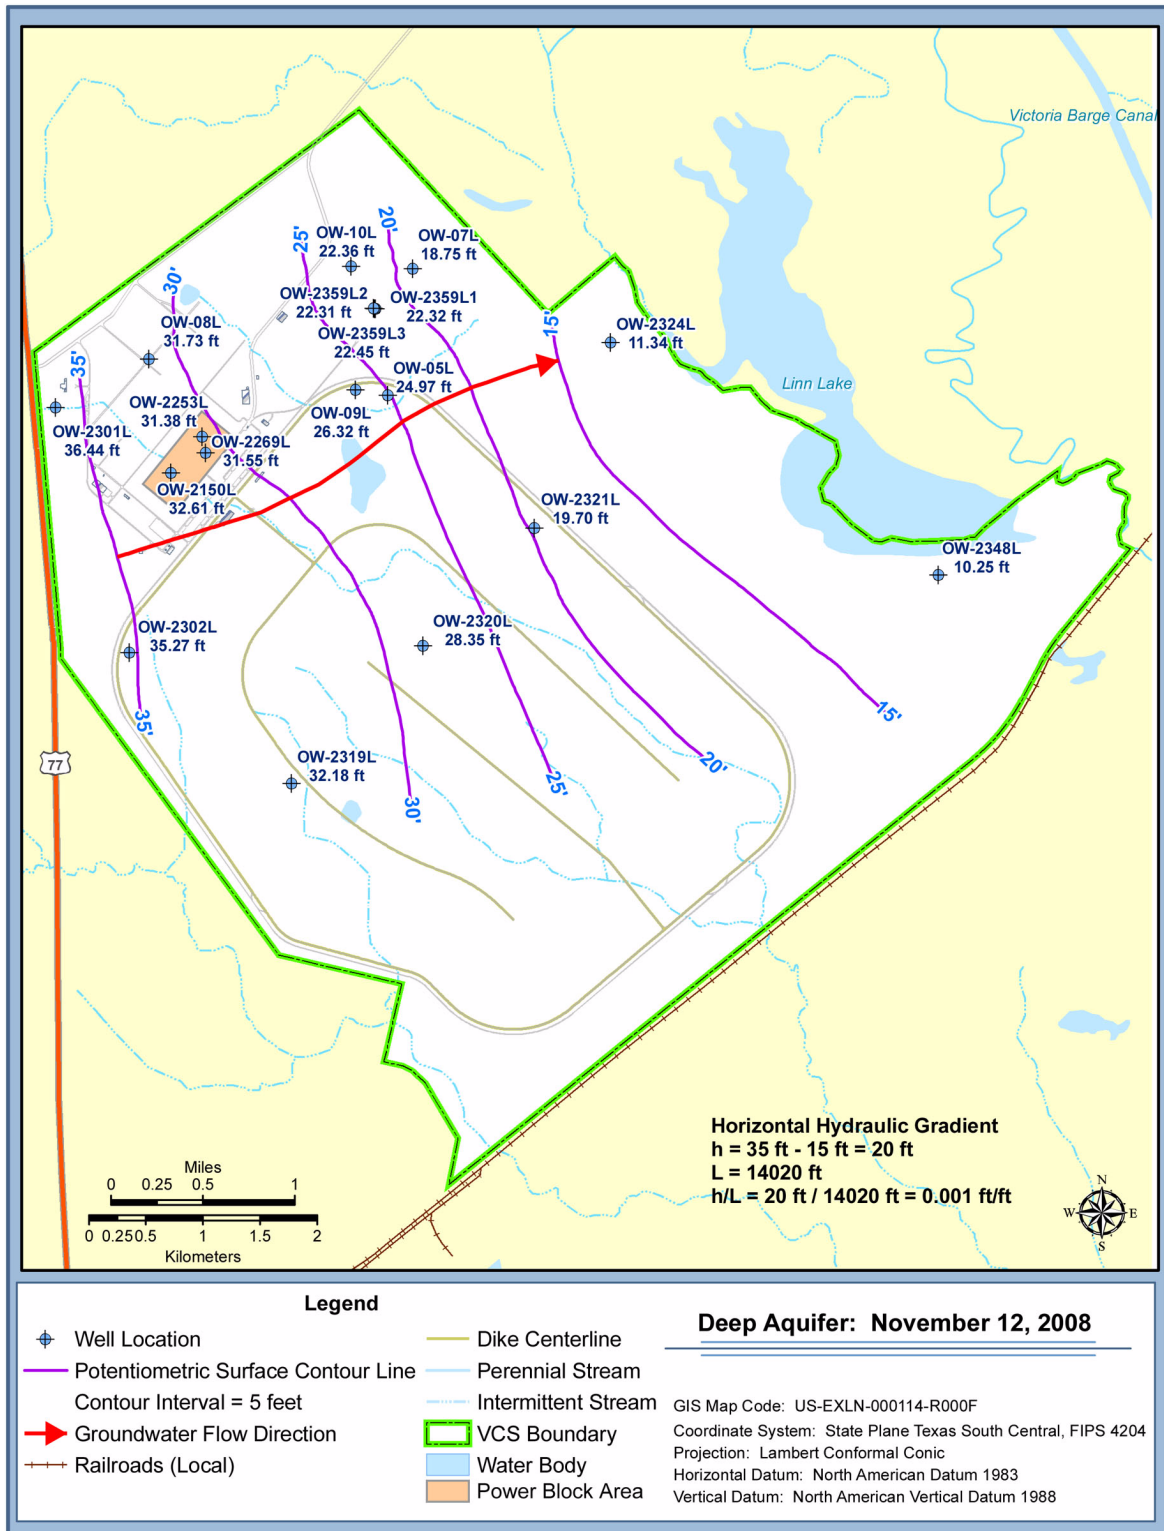 Victoria Barge Canal
20'
25'
OW-10L
22.36 ft
OW-07L
18.75 ft
30'
OW-2359L2
22.31 ft
OW-2359L1
22.32 ft
OW-08L
31.73 ft
OW-2359L3
22.45 ft
15'
OW-2324L
11.34 ft
35'
OW-05L
24.97 ft
Linn Lake
OW-2253L
31.38 ft
OW-09L
26.32 ft
OW-2301L
36.44 ft
OW-2269L
31.55 ft
OW-2150L
32.61 ft
OW-2321L
19.70 ft
OW-2348L
10.25 ft
OW-2302L
35.27 ft
OW-2320L
28.35 ft
35'
15'
77
OW-2319L
32.18 ft
20'
25'
30'
Horizontal Hydraulic Gradient
h = 35 ft - 15 ft = 20 ft
L = 14020 ft
h/L = 20 ft / 14020 ft = 0.001 ft/ft
Miles
0 0.25 0.5 1
0 0.25 0.5 1 1.5 2
Kilometers
N
W E
S
Legend
Well Location
Potentiometric Surface Contour Line
Contour Interval = 5 feet
Groundwater Flow Direction
Railroads (Local)
Dike Centerline
Perennial Stream
Intermittent Stream
VCS Boundary
Water Body
Power Block Area
Deep Aquifer: November 12, 2008
GIS Map Code: US-EXLN-000114-R000F
Coordinate System: State Plane Texas South Central, FIPS 4204
Projection: Lambert Conformal Conic
Horizontal Datum: North American Datum 1983
Vertical Datum: North American Vertical Datum 1988